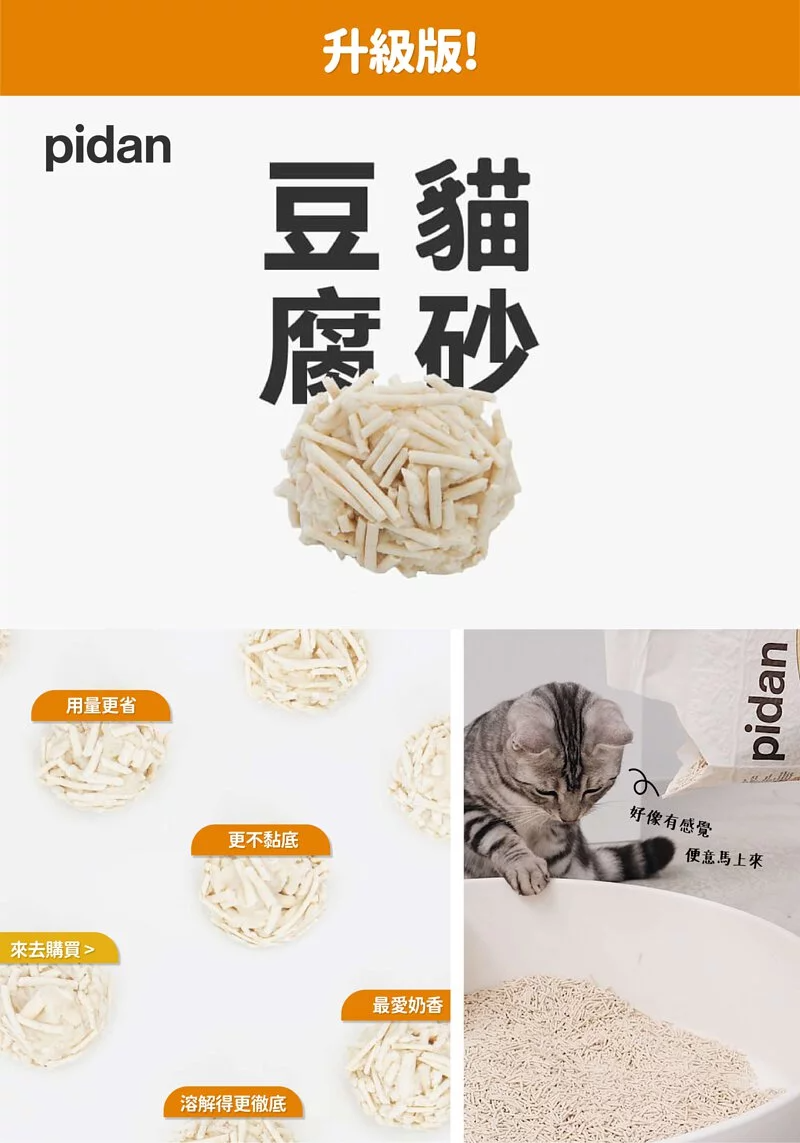 升級版!
pidan
豆腐
貓砂
用量更省
更不黏底
來去購買 >
最愛奶香
溶解得更徹底
pidan
好像有感覺
便意馬上來